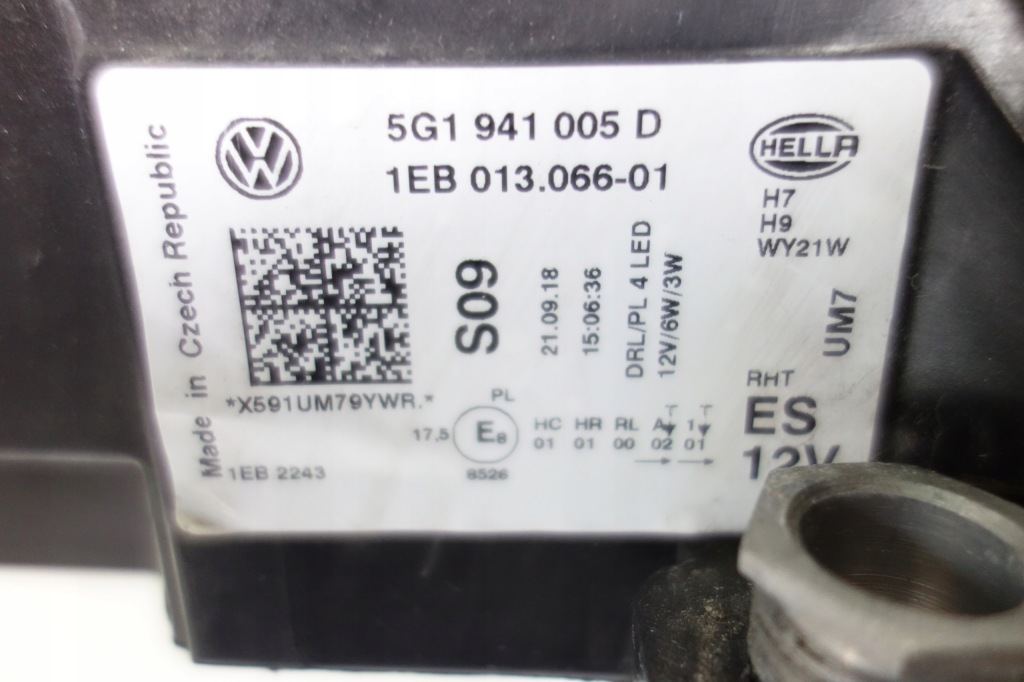 Made in Czech Republic
VW
5G1 941 005 D
1EB 013.066-01
HELLA
H7
H9
WY21W
S09
21.09.18
15:06:36
DRL/PL 4 LED
12V/6W/3W
UM7
*X591UM79YWR.*
1EB 2243
17,5
E8
PL
8526
HC HR RL A 1
01 01 00 02 01
RHT
ES
12V